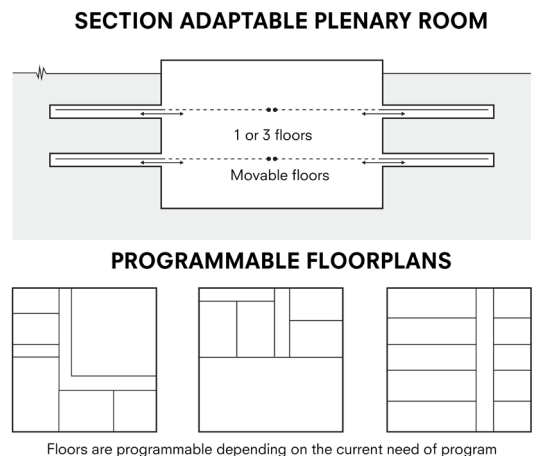 SECTION ADAPTABLE PLENARY ROOM
1 or 3 floors
Movable floors
PROGRAMMABLE FLOORPLANS
Floors are programmable depending on the current need of program